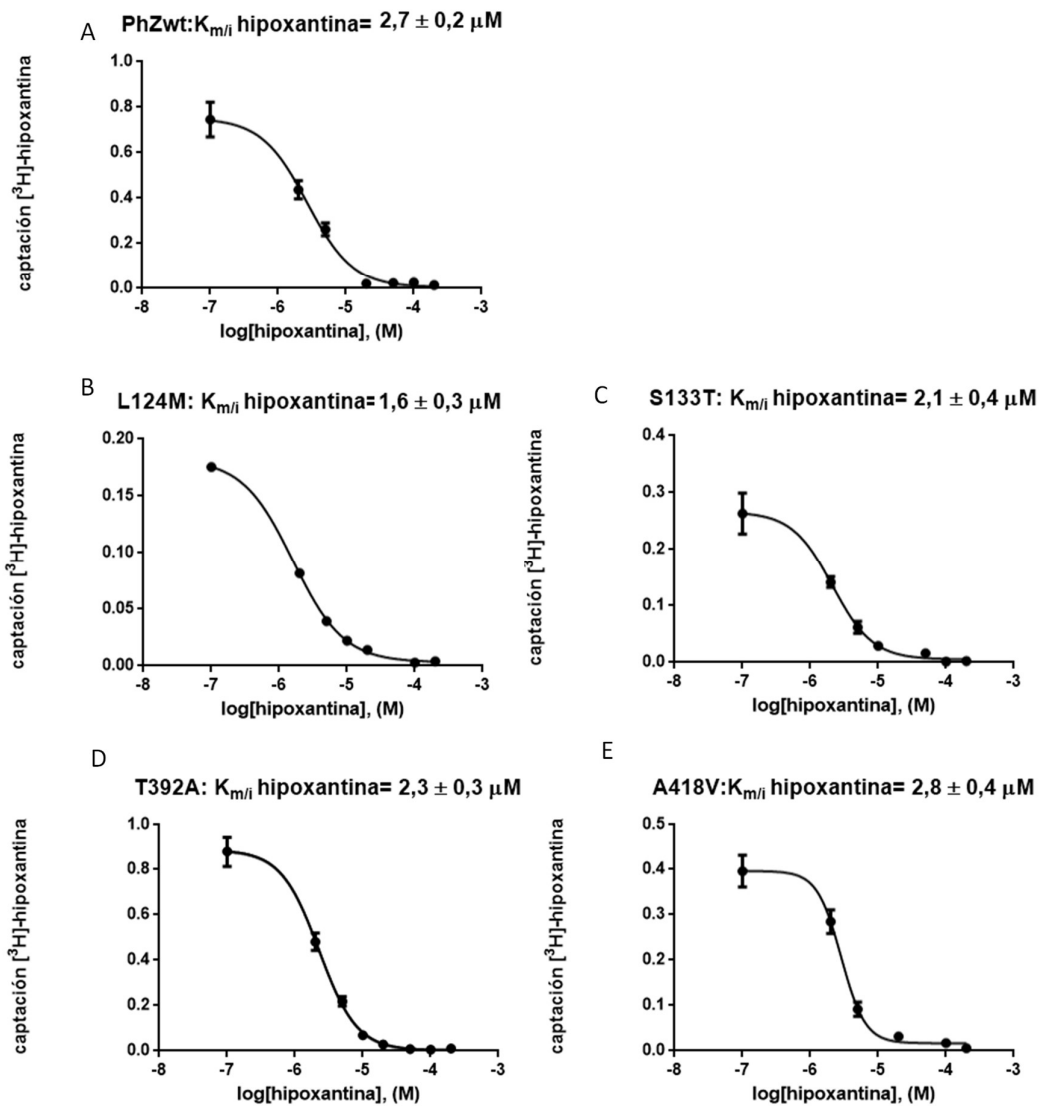 A
PhZwt:Km/i hipoxantina= 2,7 ± 0,2 μM
captación [³H]-hipoxantina
1.0
0.8
0.6
0.4
0.2
0.0
-8 -7 -6 -5 -4 -3
log[hipoxantina], (M)
B
L124M: Km/i hipoxantina= 1,6 ± 0,3 μM
captación [³H]-hipoxantina
0.20
0.15
0.10
0.05
0.00
-8 -7 -6 -5 -4 -3
log[hipoxantina], (M)
C
S133T: Km/i hipoxantina= 2,1 ± 0,4 μM
captación [³H]-hipoxantina
0.4
0.3
0.2
0.1
0.0
-8 -7 -6 -5 -4 -3
log[hipoxantina], (M)
D
T392A: Km/i hipoxantina= 2,3 ± 0,3 μM
captación [³H]-hipoxantina
1.0
0.8
0.6
0.4
0.2
0.0
-8 -7 -6 -5 -4 -3
log[hipoxantina], (M)
E
A418V:Km/i hipoxantina= 2,8 ± 0,4 μM
captación [³H]-hipoxantina
0.5
0.4
0.3
0.2
0.1
0.0
-8 -7 -6 -5 -4 -3
log[hipoxantina], (M)